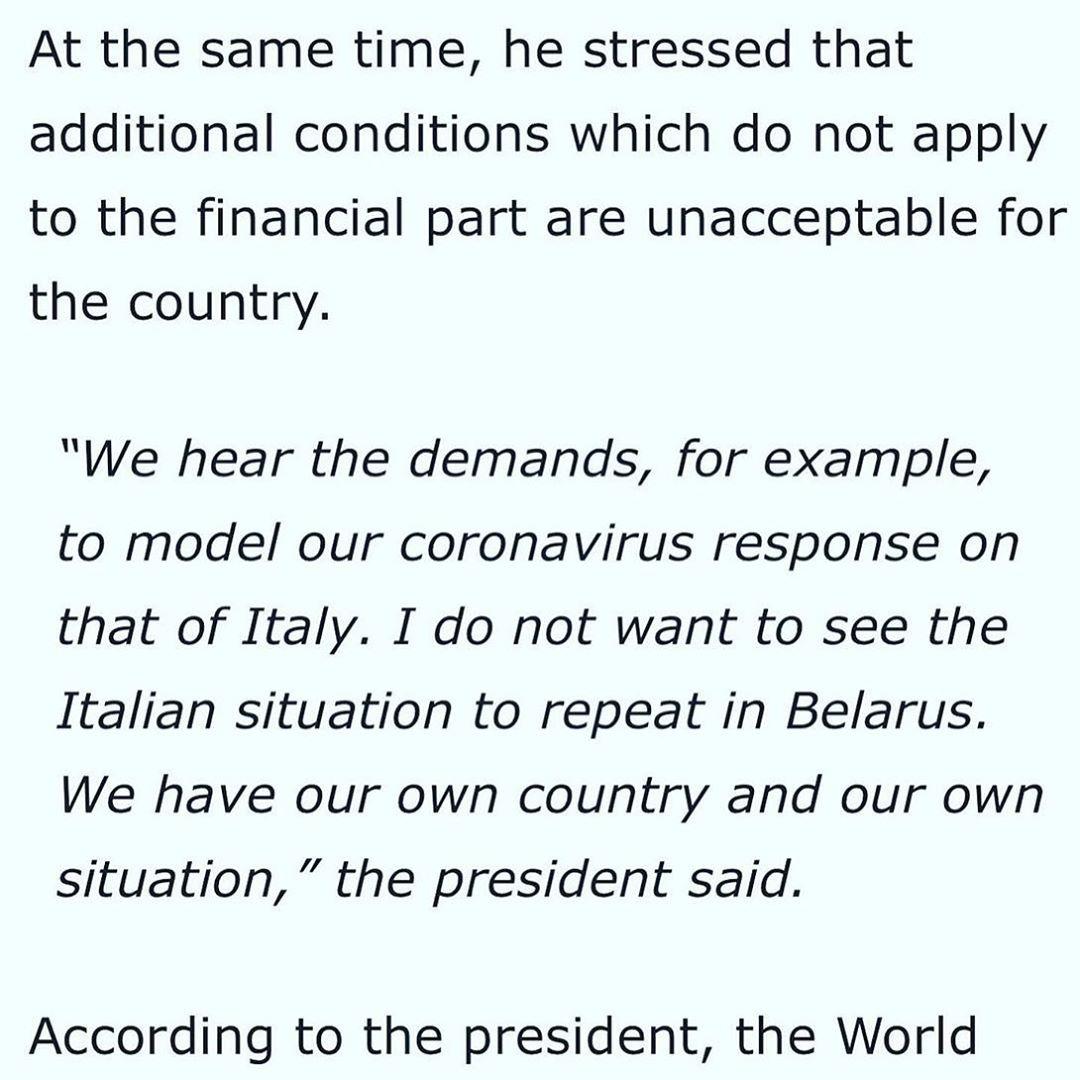 At the same time, he stressed that
additional conditions which do not apply
to the financial part are unacceptable for
the country.
“We hear the demands, for example,
to model our coronavirus response on
that of Italy. I do not want to see the
Italian situation to repeat in Belarus.
We have our own country and our own
situation,” the president said.
According to the president, the World